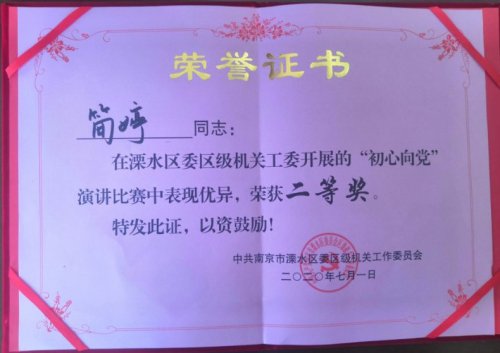 荣誉证书
简婷 同志：
在溧水区委区级机关工委开展的“初心向党”
演讲比赛中表现优异，荣获二等奖。
特发此证，以资鼓励！
中共南京市溧水区委区级机关工作委员会
二〇二〇年七月一日